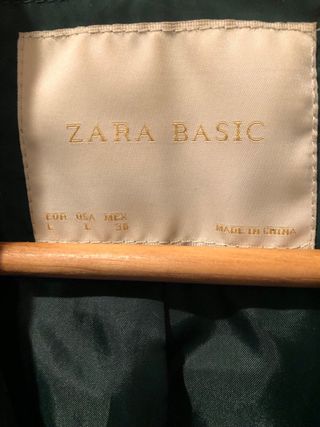 ZARA BASIC
EUR USA MEX
L L 30
MADE IN CHINA